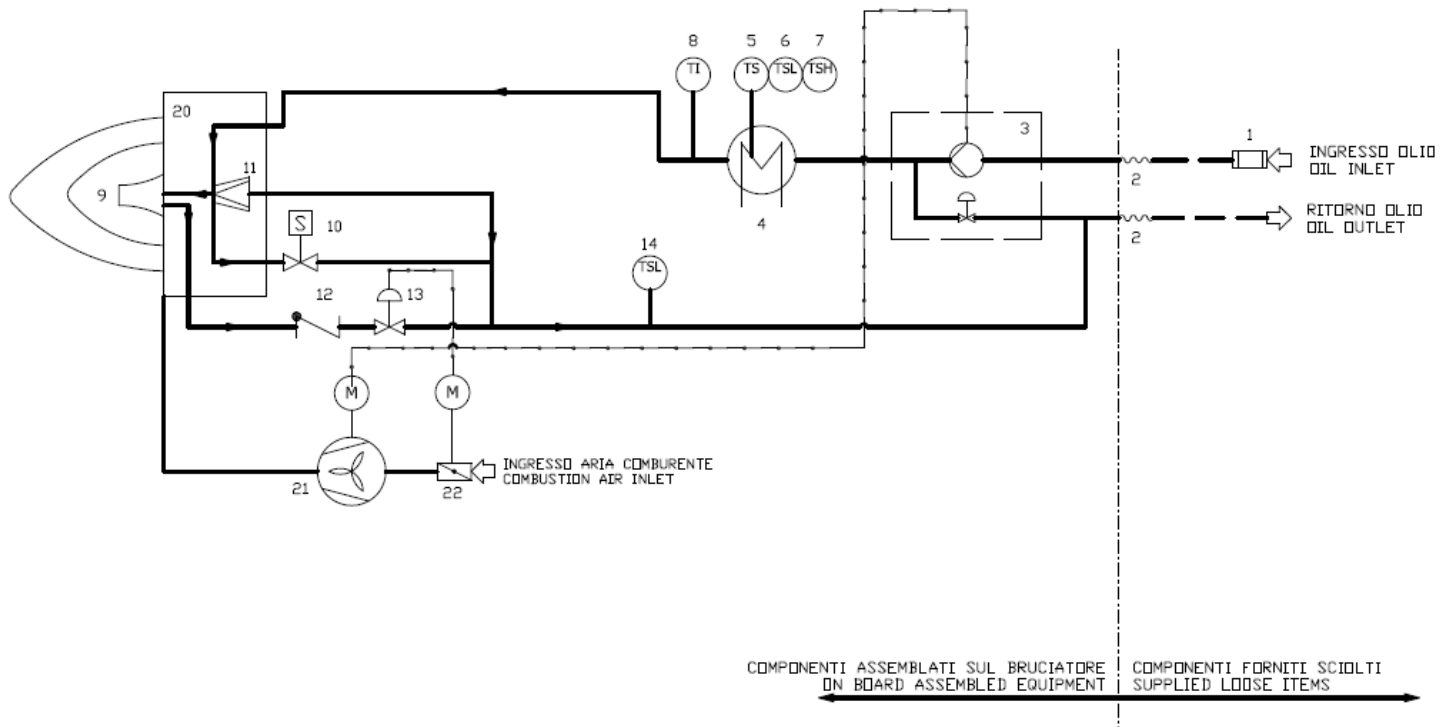 8
5
6
7
TI
TS
TSL
TSH
20
3
1
INGRESSO OLIO
OIL INLET
11
9
2
4
10
S
RITORNO OLIO
OIL OUTLET
2
14
TSL
12
13
M
M
INGRESSO ARIA COMBURENTE
COMBUSTION AIR INLET
21
22
COMPONENTI ASSEMBLATI SUL BRUCIATORE
ON BOARD ASSEMBLED EQUIPMENT
COMPONENTI FORNITI SCIOLTI
SUPPLIED LOOSE ITEMS